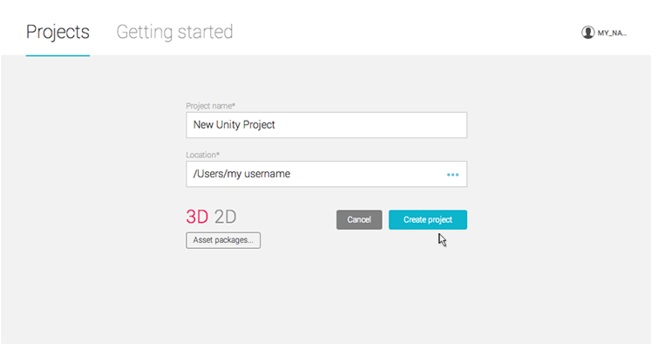 Projects Getting started
MY_NA...
Project name*
New Unity Project
Location*
/Users/my username
3D 2D
Cancel Create project
Asset packages...